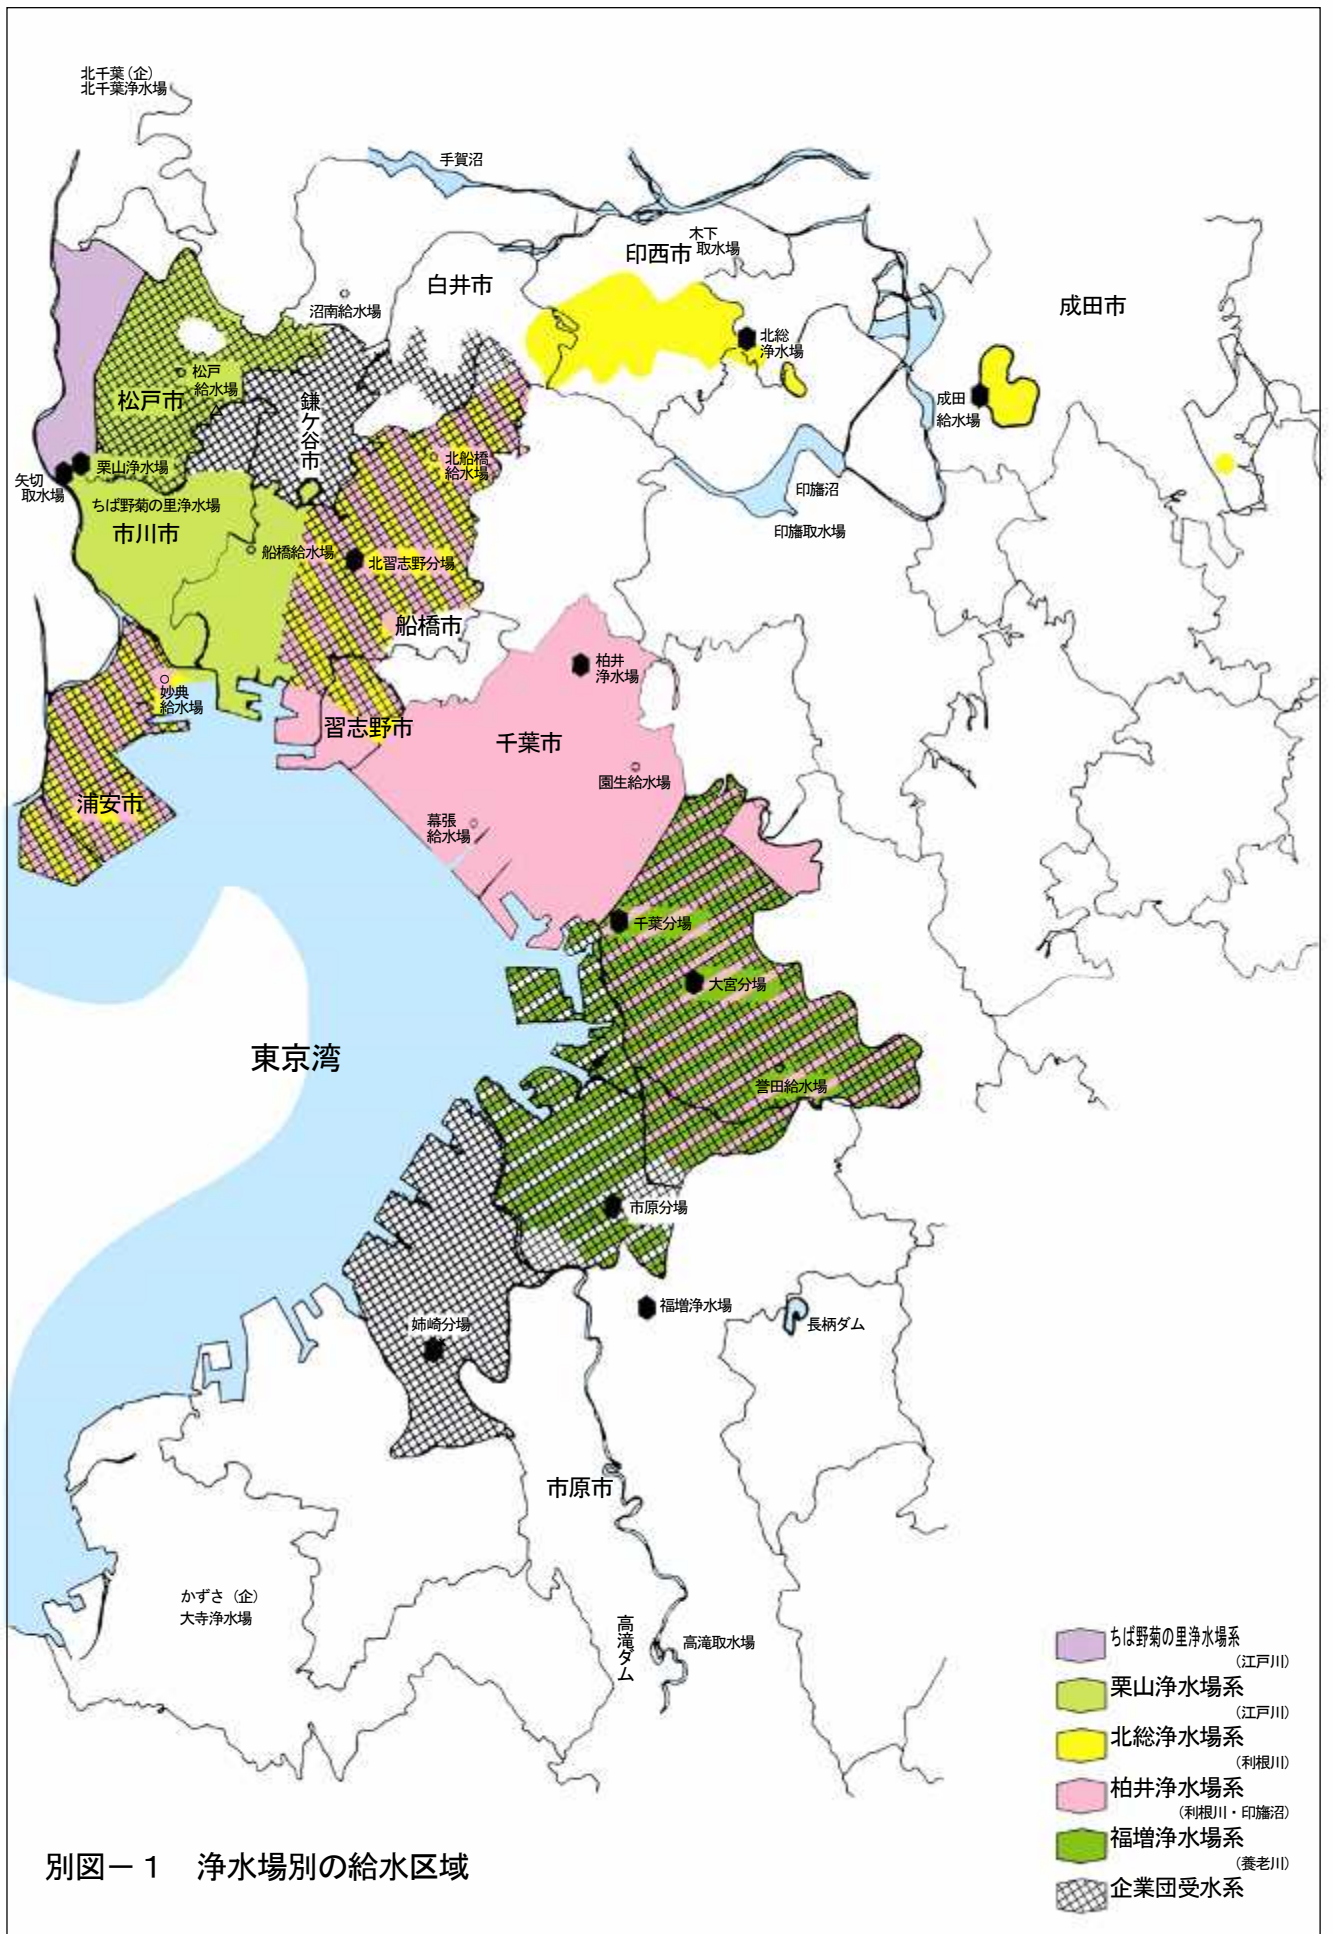 北千葉(企)
北千葉浄水場
手賀沼
木下
取水場
印西市
白井市
成田市
沼南給水場
北総
浄水場
松戸
給水場
松戸市
鎌ケ谷市
成田
給水場
北船橋
給水場
栗山浄水場
矢切
取水場
印旛沼
ちば野菊の里浄水場
市川市
印旛取水場
船橋給水場
北習志野分場
船橋市
柏井
浄水場
妙典
給水場
習志野市
千葉市
園生給水場
浦安市
幕張
給水場
千葉分場
大宮分場
東京湾
誉田給水場
市原分場
福増浄水場
姉崎分場
長柄ダム
市原市
かずさ(企)
大寺浄水場
高滝ダム
高滝取水場
ちば野菊の里浄水場系
(江戸川)
栗山浄水場系
(江戸川)
北総浄水場系
(利根川)
柏井浄水場系
(利根川・印旛沼)
福増浄水場系
(養老川)
企業団受水系
別図－1 浄水場別の給水区域